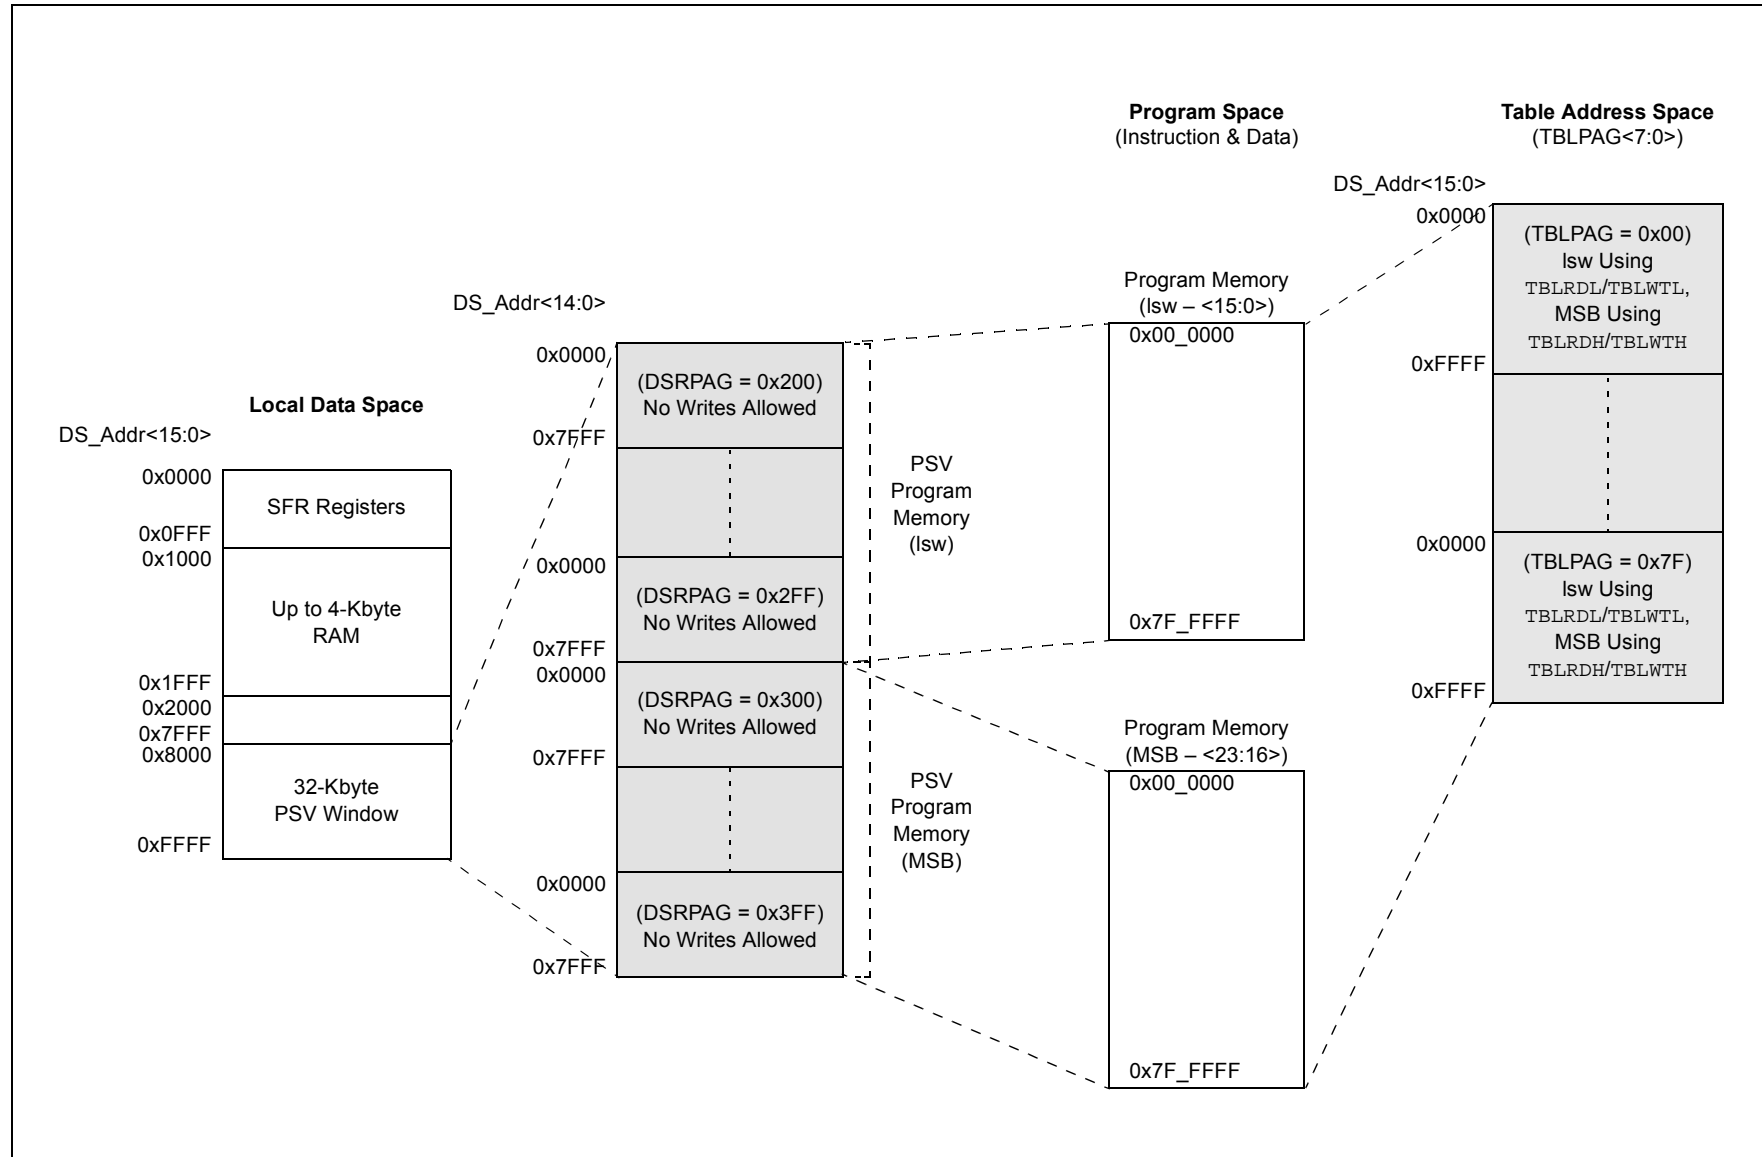 Local Data Space
DS_Addr<15:0>
0x0000
SFR Registers
0x0FFF
0x1000
Up to 4-Kbyte
RAM
0x1FFF
0x2000
0x7FFF
0x8000
32-Kbyte
PSV Window
0xFFFF
DS_Addr<14:0>
0x0000
(DSRPAG = 0x200)
No Writes Allowed
0x7FFF
0x0000
(DSRPAG = 0x2FF)
No Writes Allowed
0x7FFF
0x0000
(DSRPAG = 0x300)
No Writes Allowed
0x7FFF
0x0000
(DSRPAG = 0x3FF)
No Writes Allowed
0x7FFF
PSV
Program
Memory
(lsw)
PSV
Program
Memory
(MSB)
Program Space
(Instruction & Data)
Program Memory
(lsw – <15:0>)
0x00_0000
0x7F_FFFF
Program Memory
(MSB – <23:16>)
0x00_0000
0x7F_FFFF
Table Address Space
(TBLPAG<7:0>)
DS_Addr<15:0>
0x0000
(TBLPAG = 0x00)
lsw Using
TBLRDL/TBLWTL,
MSB Using
TBLRDH/TBLWTH
0xFFFF
0x0000
(TBLPAG = 0x7F)
lsw Using
TBLRDL/TBLWTL,
MSB Using
TBLRDH/TBLWTH
0xFFFF